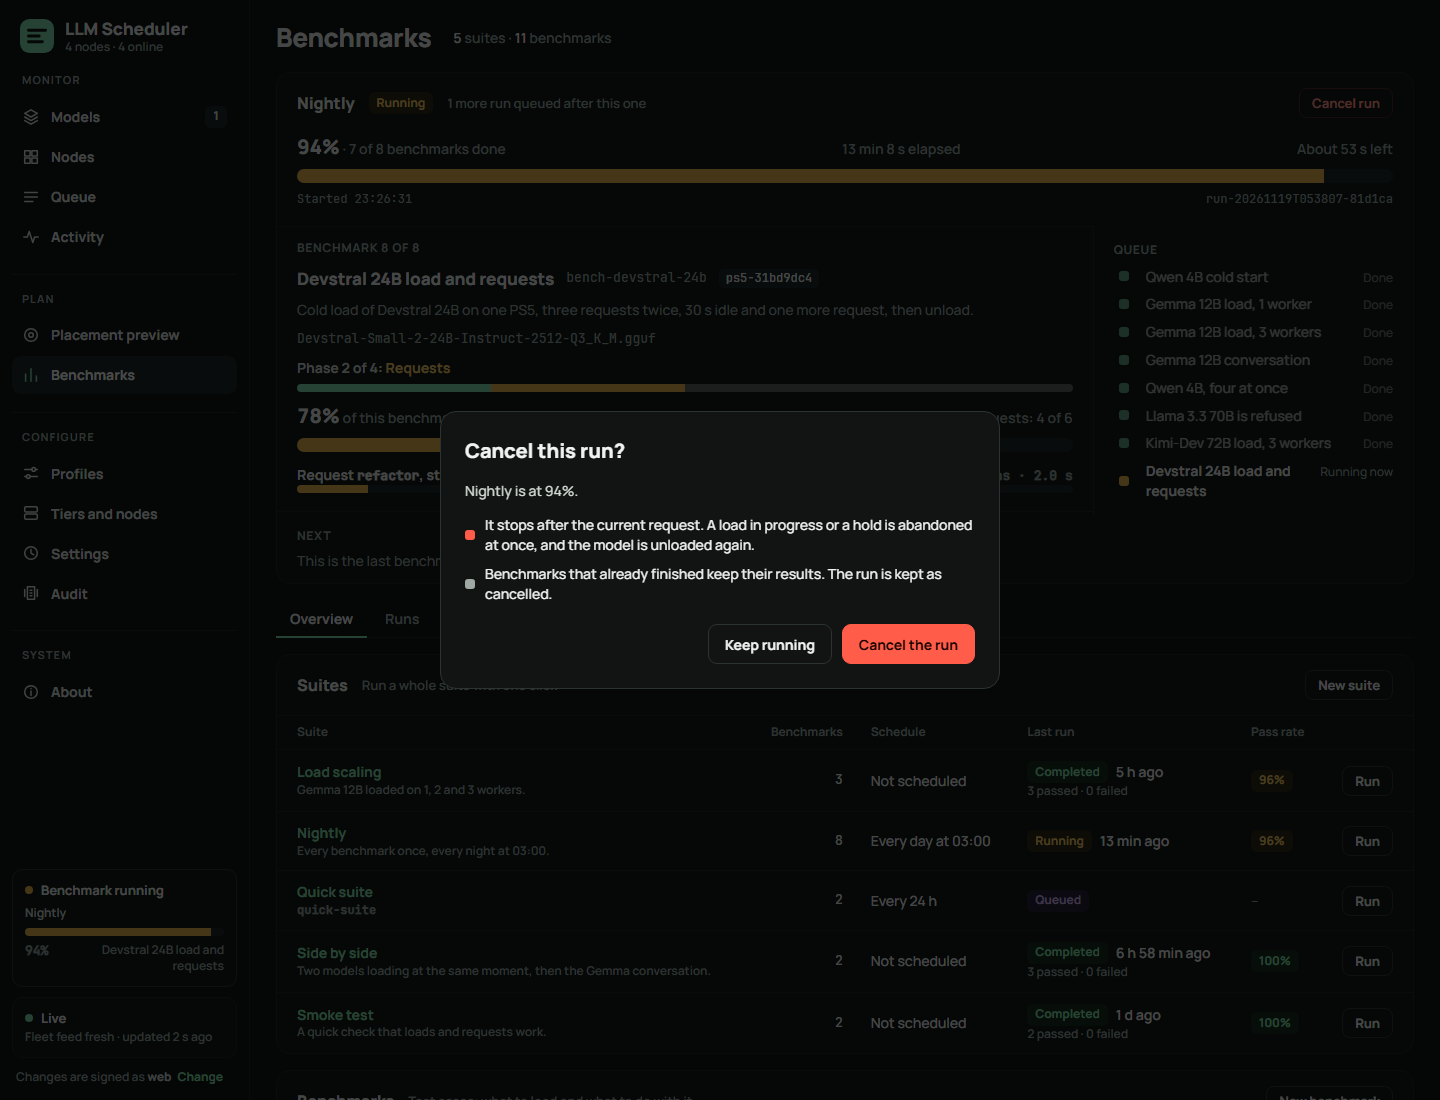 LLM Scheduler
4 nodes · 4 online
MONITOR
Models 1
Nodes
Queue
Activity
PLAN
Placement preview
Benchmarks
CONFIGURE
Profiles
Tiers and nodes
Settings
Audit
SYSTEM
About
Benchmark running
Nightly
94% Devstral 24B load and
requests
Live
Fleet feed fresh · updated 2 s ago
Changes are signed as web Change
Benchmarks 5 suites · 11 benchmarks
Nightly Running 1 more run queued after this one Cancel run
94% · 7 of 8 benchmarks done 13 min 8 s elapsed About 53 s left
Started 23:26:31 run-20261119T053807-81d1ca
BENCHMARK 8 OF 8
Devstral 24B load and requests bench-devstral-24b ps5-31bd9dc4
Cold load of Devstral 24B on one PS5, three requests twice, 30 s idle and one more request, then unload.
Devstral-Small-2-24B-Instruct-2512-Q3_K_M.gguf
Phase 2 of 4: Requests
78% of this benchm ests: 4 of 6
Request refactor, st s · 2.0 s
NEXT
This is the last benchr
QUEUE
Qwen 4B cold start Done
Gemma 12B load, 1 worker Done
Gemma 12B load, 3 workers Done
Gemma 12B conversation Done
Qwen 4B, four at once Done
Llama 3.3 70B is refused Done
Kimi-Dev 72B load, 3 workers Done
Devstral 24B load and Running now
requests
Cancel this run?
Nightly is at 94%.
It stops after the current request. A load in progress or a hold is abandoned
at once, and the model is unloaded again.
Benchmarks that already finished keep their results. The run is kept as
cancelled.
Keep running Cancel the run
Overview Runs
Suites Run a whole New suite
Suite Benchmarks Schedule Last run Pass rate
Load scaling 3 Not scheduled Completed 5 h ago 96% Run
Gemma 12B loaded on 1, 2 and 3 workers. 3 passed · 0 failed
Nightly 8 Every day at 03:00 Running 13 min ago 96% Run
Every benchmark once, every night at 03:00.
Quick suite 2 Every 24 h Queued – Run
quick-suite
Side by side 2 Not scheduled Completed 6 h 58 min ago 100% Run
Two models loading at the same moment, then the Gemma conversation. 3 passed · 0 failed
Smoke test 2 Not scheduled Completed 1 d ago 100% Run
A quick check that loads and requests work. 2 passed · 0 failed